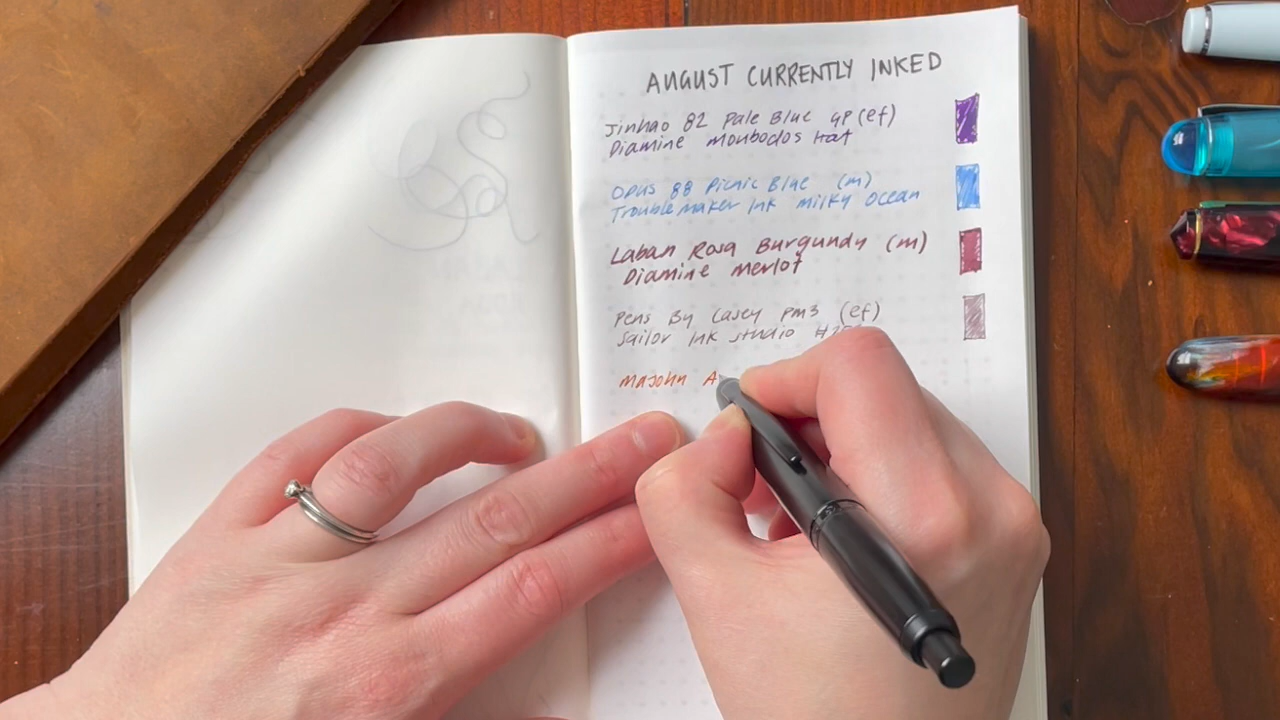 AUGUST CURRENTLY INKED
Jinhao 82 Pale Blue GP (ef)
Diamine Monboddos Hat
Opus 88 Picnic Blue (m)
Troublemaker Ink Milky Ocean
Laban Rosa Burgundy (m)
Diamine Merlot
Pens By Casey PM3 (ef)
Sailor Ink Studio
Majohn A